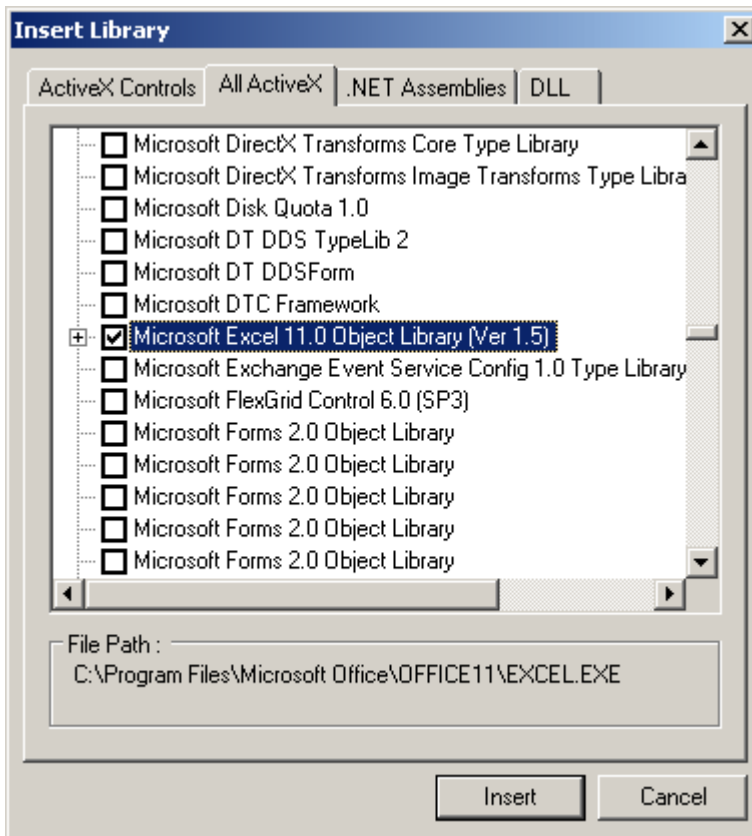 Insert Library
ActiveX Controls
All ActiveX
.NET Assemblies
DLL
Microsoft DirectX Transforms Core Type Library
Microsoft DirectX Transforms Image Transforms Type Libra
Microsoft Disk Quota 1.0
Microsoft DT DDS TypeLib 2
Microsoft DT DDSForm
Microsoft DTC Framework
Microsoft Excel 11.0 Object Library (Ver 1.5)
Microsoft Exchange Event Service Config 1.0 Type Library
Microsoft FlexGrid Control 6.0 (SP3)
Microsoft Forms 2.0 Object Library
Microsoft Forms 2.0 Object Library
Microsoft Forms 2.0 Object Library
Microsoft Forms 2.0 Object Library
Microsoft Forms 2.0 Object Library
File Path :
C:\Program Files\Microsoft Office\OFFICE11\EXCEL.EXE
Insert
Cancel